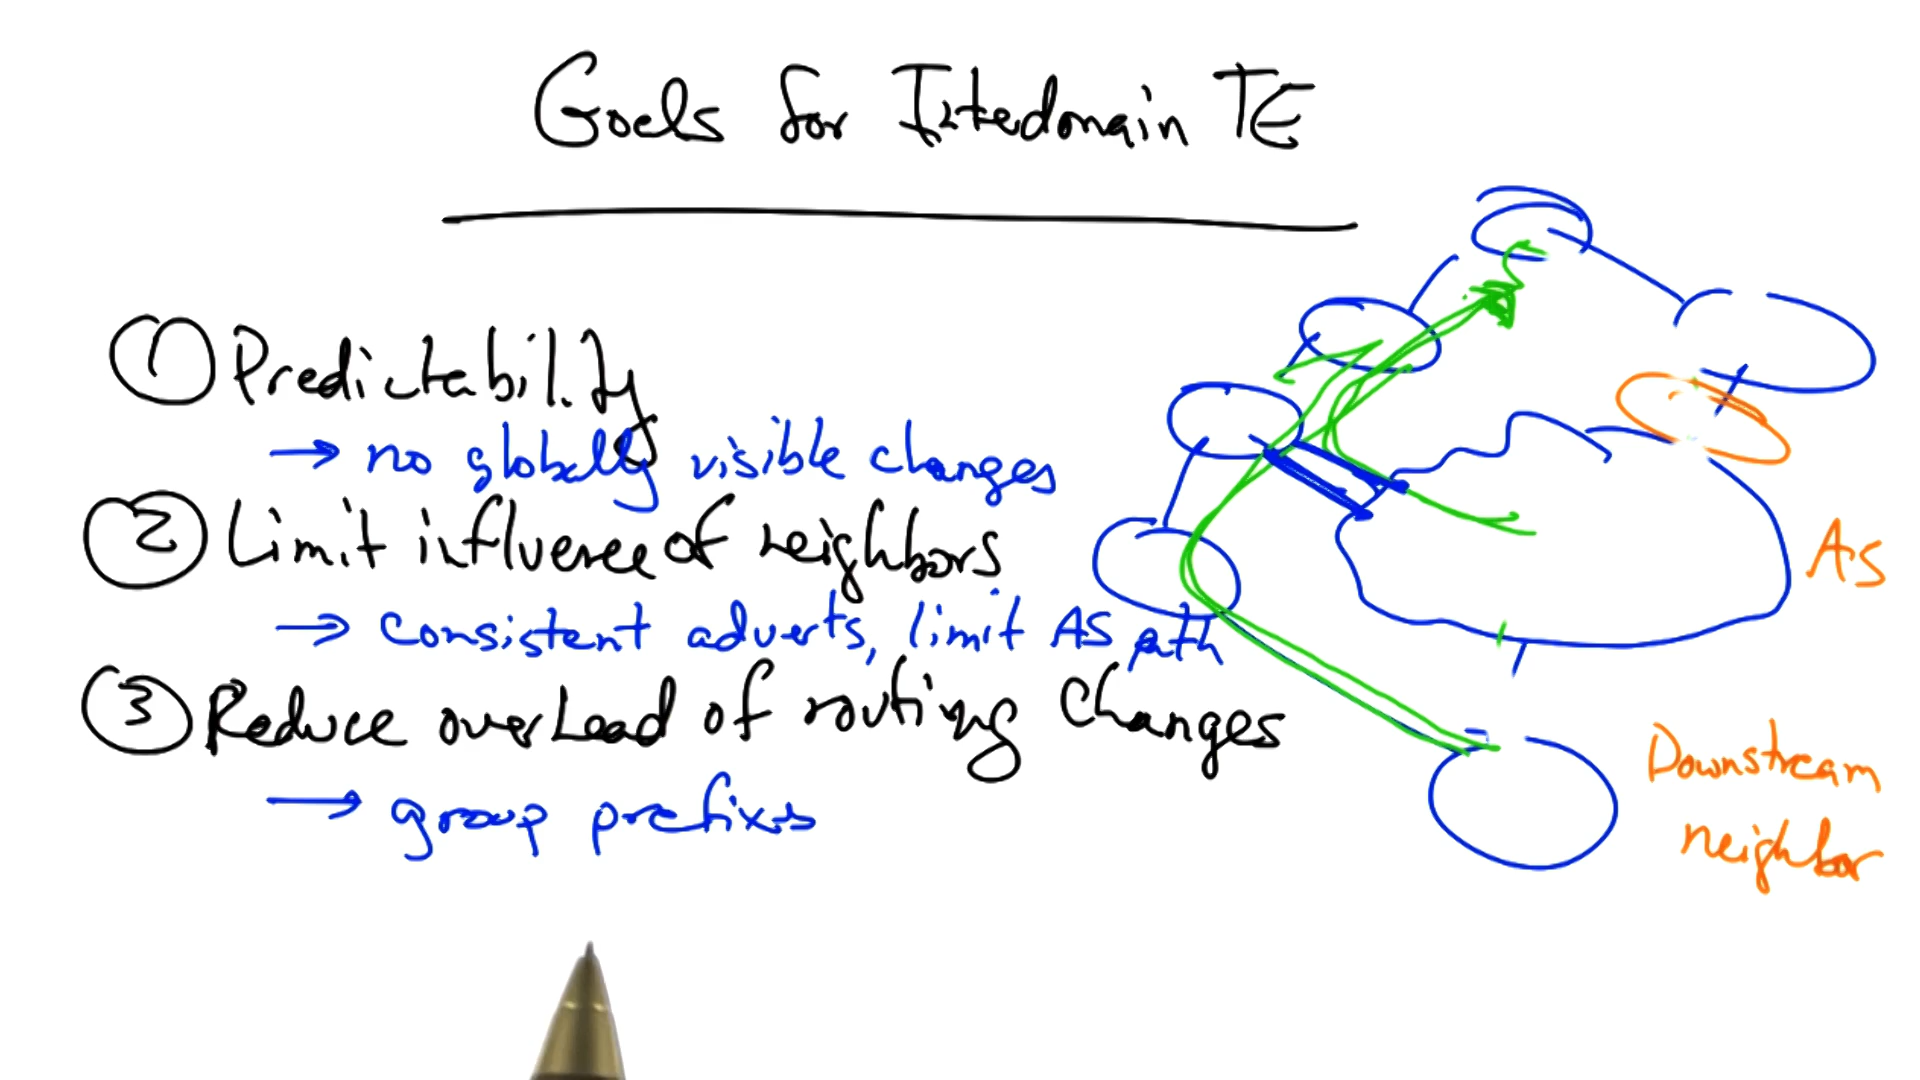 Goals for Interdomain TE
① Predictability
→ no globally visible changes
② Limit influence of neighbors
→ consistent adverts, limit AS path
③ Reduce overhead of routing changes
→ group prefixes
AS
Downstream
neighbor